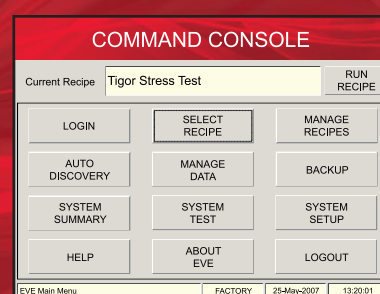 COMMAND CONSOLE
Current Recipe
Tigor Stress Test
RUN
RECIPE
LOGIN
SELECT
RECIPE
MANAGE
RECIPES
AUTO
DISCOVERY
MANAGE
DATA
BACKUP
SYSTEM
SUMMARY
SYSTEM
TEST
SYSTEM
SETUP
HELP
ABOUT
EVE
LOGOUT
EVE Main Menu
FACTORY
25-May-2007
13:20:01